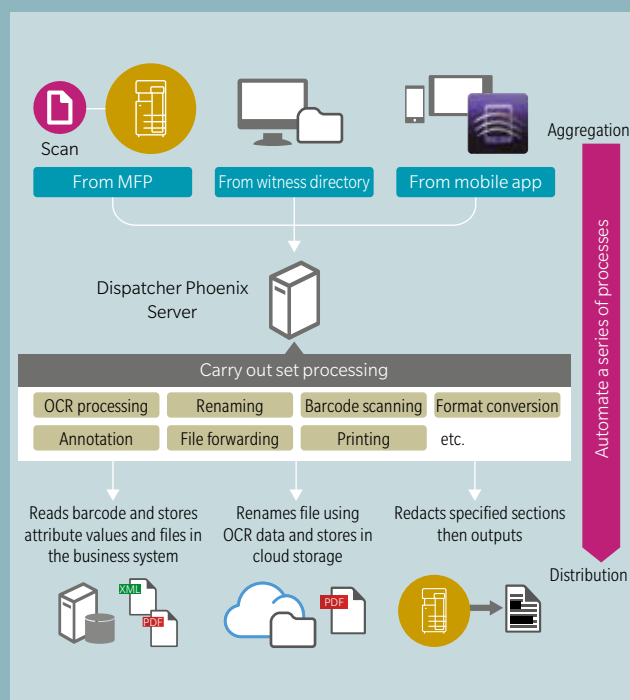 Scan
Aggregation
From MFP
From witness directory
From mobile app
Dispatcher Phoenix
Server
Automate a series of processes
Carry out set processing
OCR processing
Renaming
Barcode scanning
Format conversion
Annotation
File forwarding
Printing
etc.
Reads barcode and stores
attribute values and files in
the business system
Renames file using
OCR data and stores in
cloud storage
Redacts specified sections
then outputs
Distribution
XML
PDF
PDF